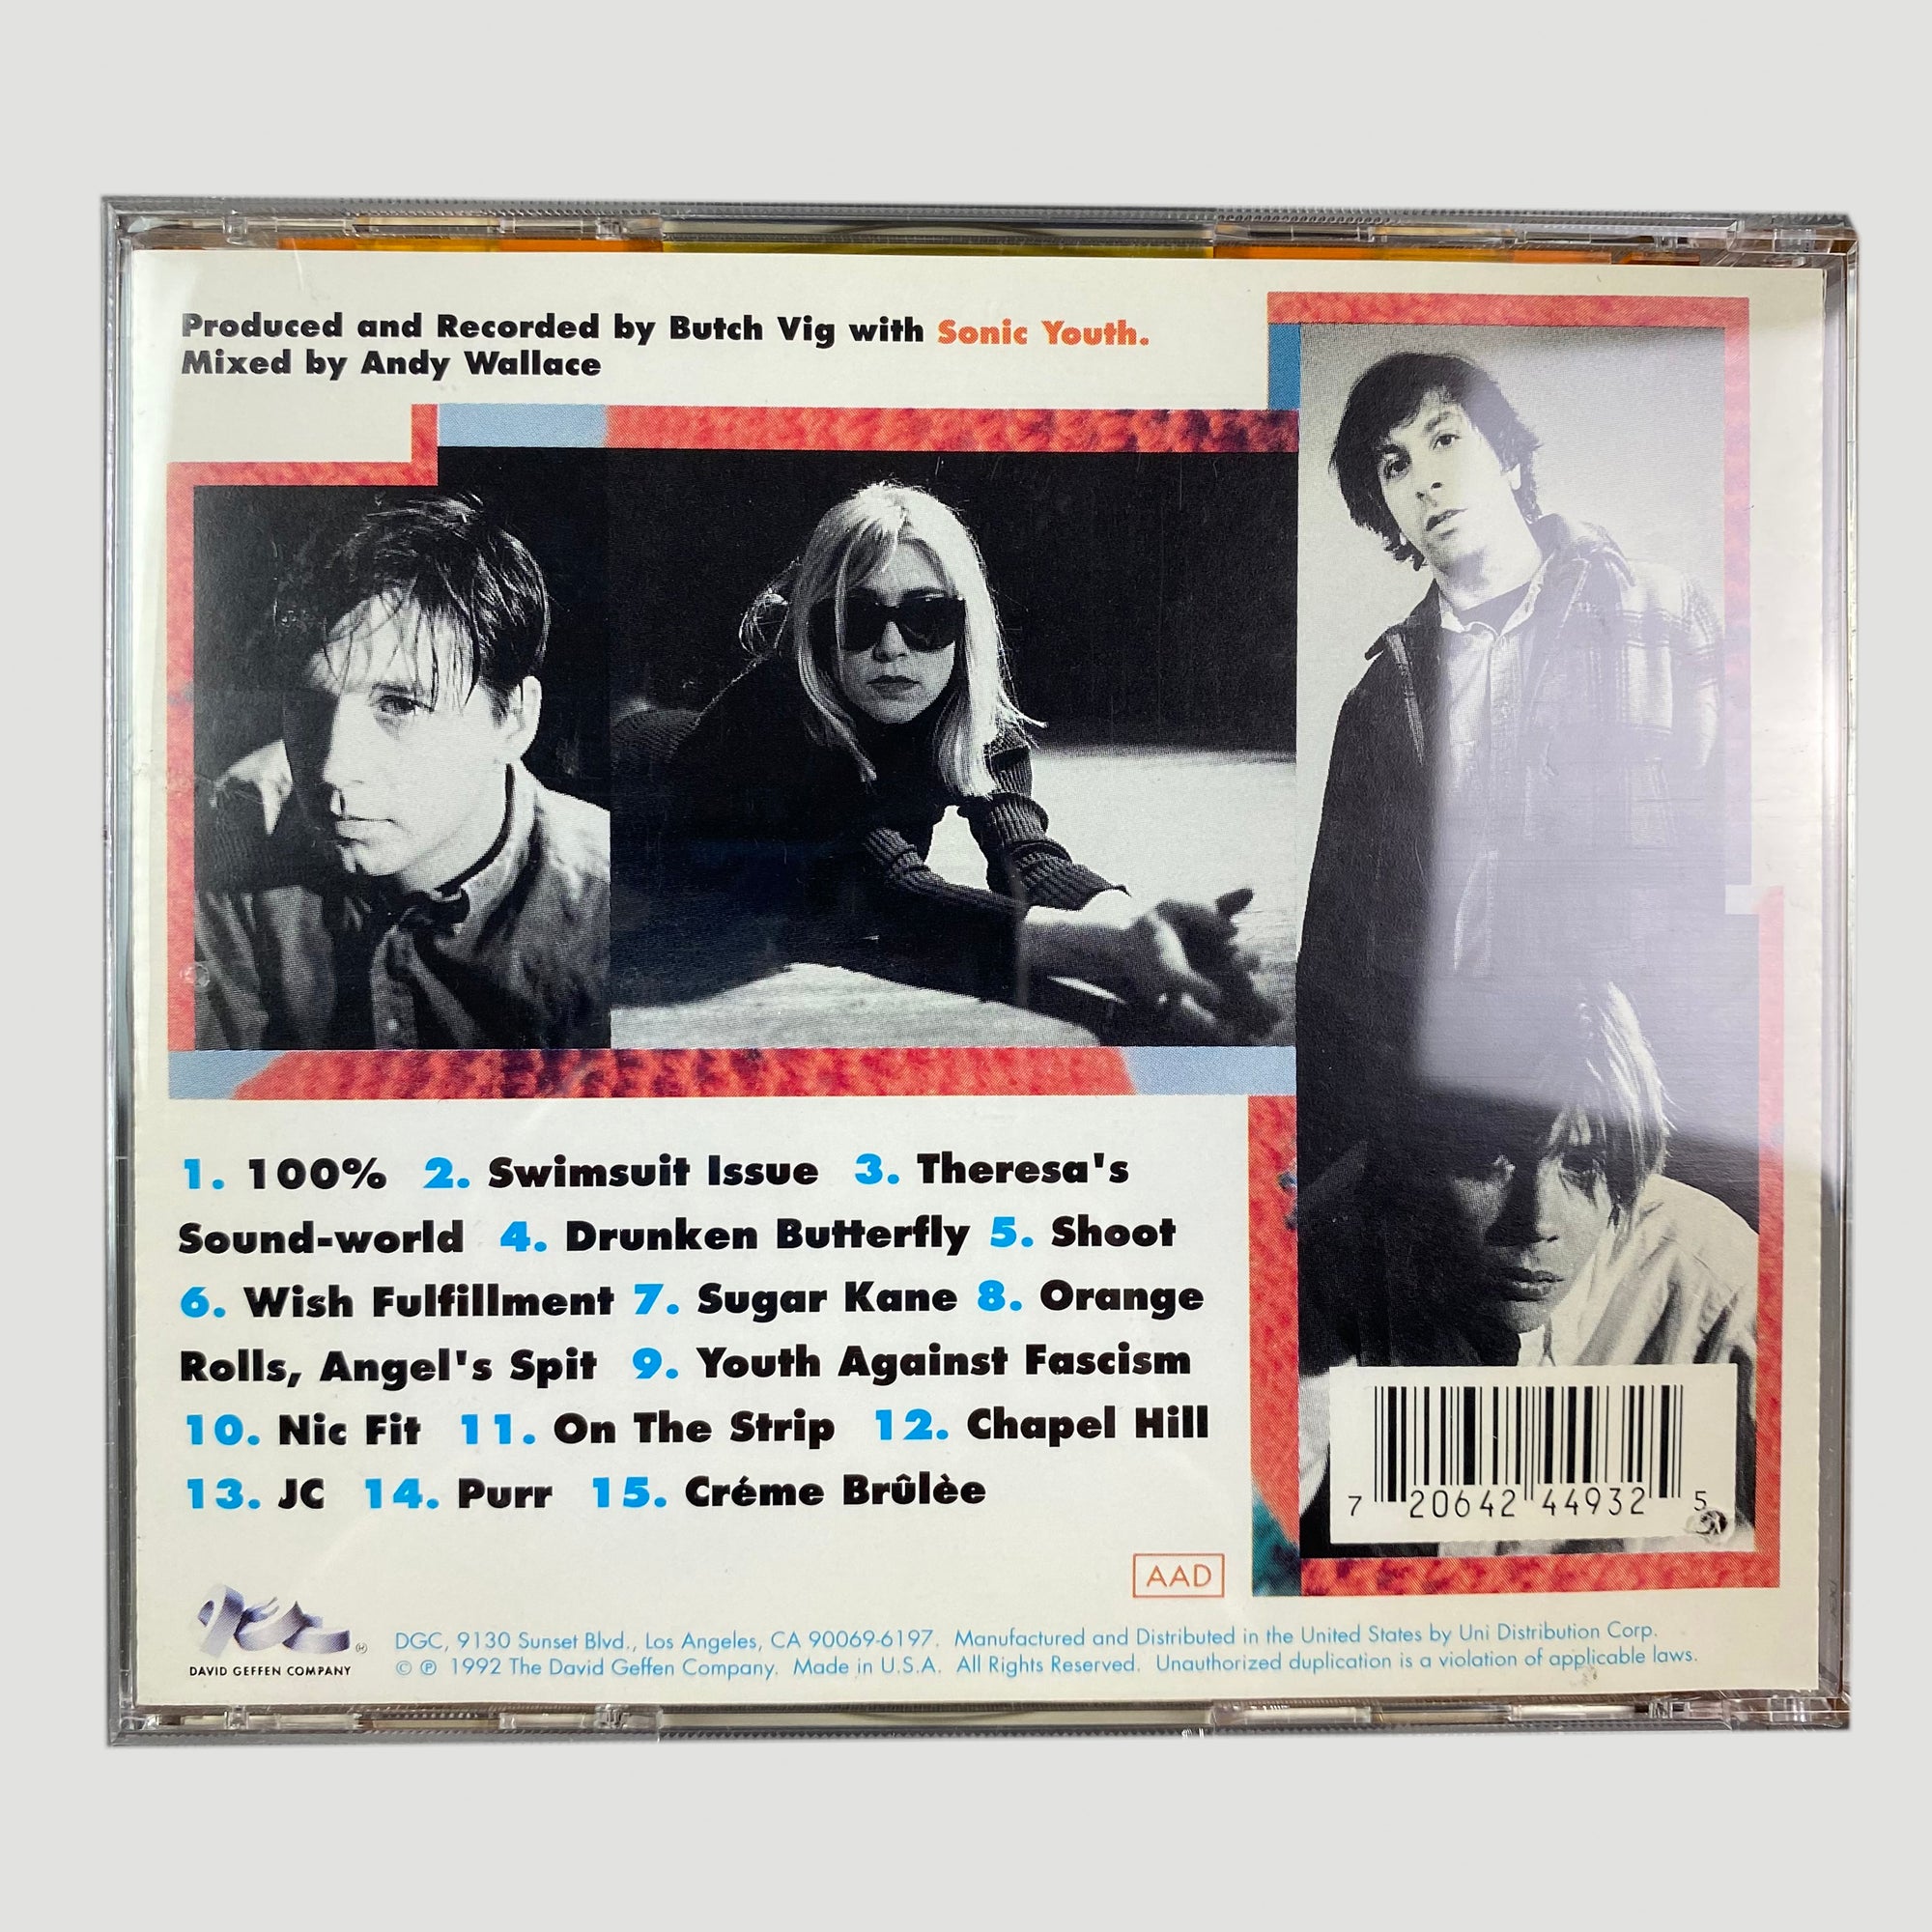 Produced and Recorded by Butch Vig with Sonic Youth.
Mixed by Andy Wallace
1. 100% 2. Swimsuit Issue 3. Theresa's
Sound-world 4. Drunken Butterfly 5. Shoot
6. Wish Fulfillment 7. Sugar Kane 8. Orange
Rolls, Angel's Spit 9. Youth Against Fascism
10. Nic Fit 11. On The Strip 12. Chapel Hill
13. JC 14. Purr 15. Créme Brûlèe
7 20642 44932 5
AAD
DGC
DAVID GEFFEN COMPANY
DGC, 9130 Sunset Blvd., Los Angeles, CA 90069-6197. Manufactured and Distributed in the United States by Uni Distribution Corp.
© ℗ 1992 The David Geffen Company. Made in U.S.A. All Rights Reserved. Unauthorized duplication is a violation of applicable laws.